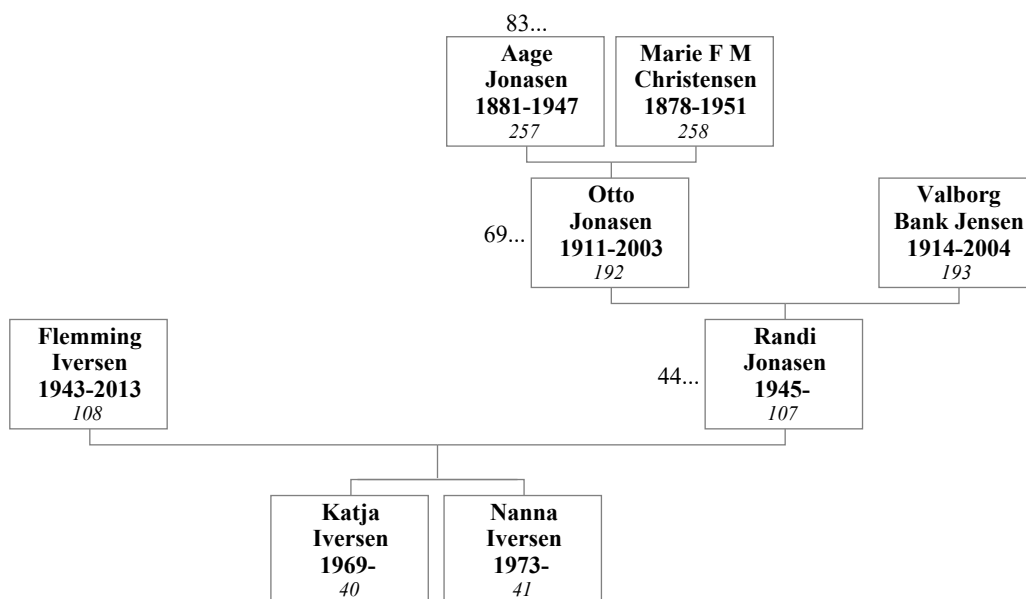 83...
Aage
Jonasen
1881-1947
257
Marie F M
Christensen
1878-1951
258
69...
Otto
Jonasen
1911-2003
192
Valborg
Bank Jensen
1914-2004
193
Flemming
Iversen
1943-2013
108
44...
Randi
Jonasen
1945-
107
Katja
Iversen
1969-
40
Nanna
Iversen
1973-
41